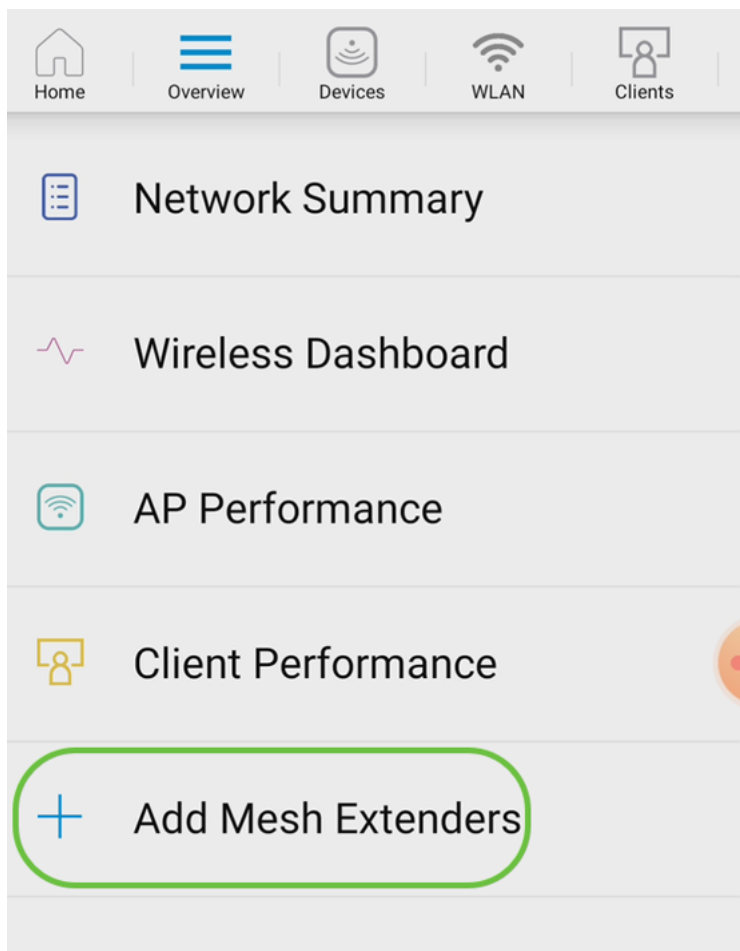 Home Overview Devices WLAN Clients
Network Summary
Wireless Dashboard
AP Performance
Client Performance
Add Mesh Extenders